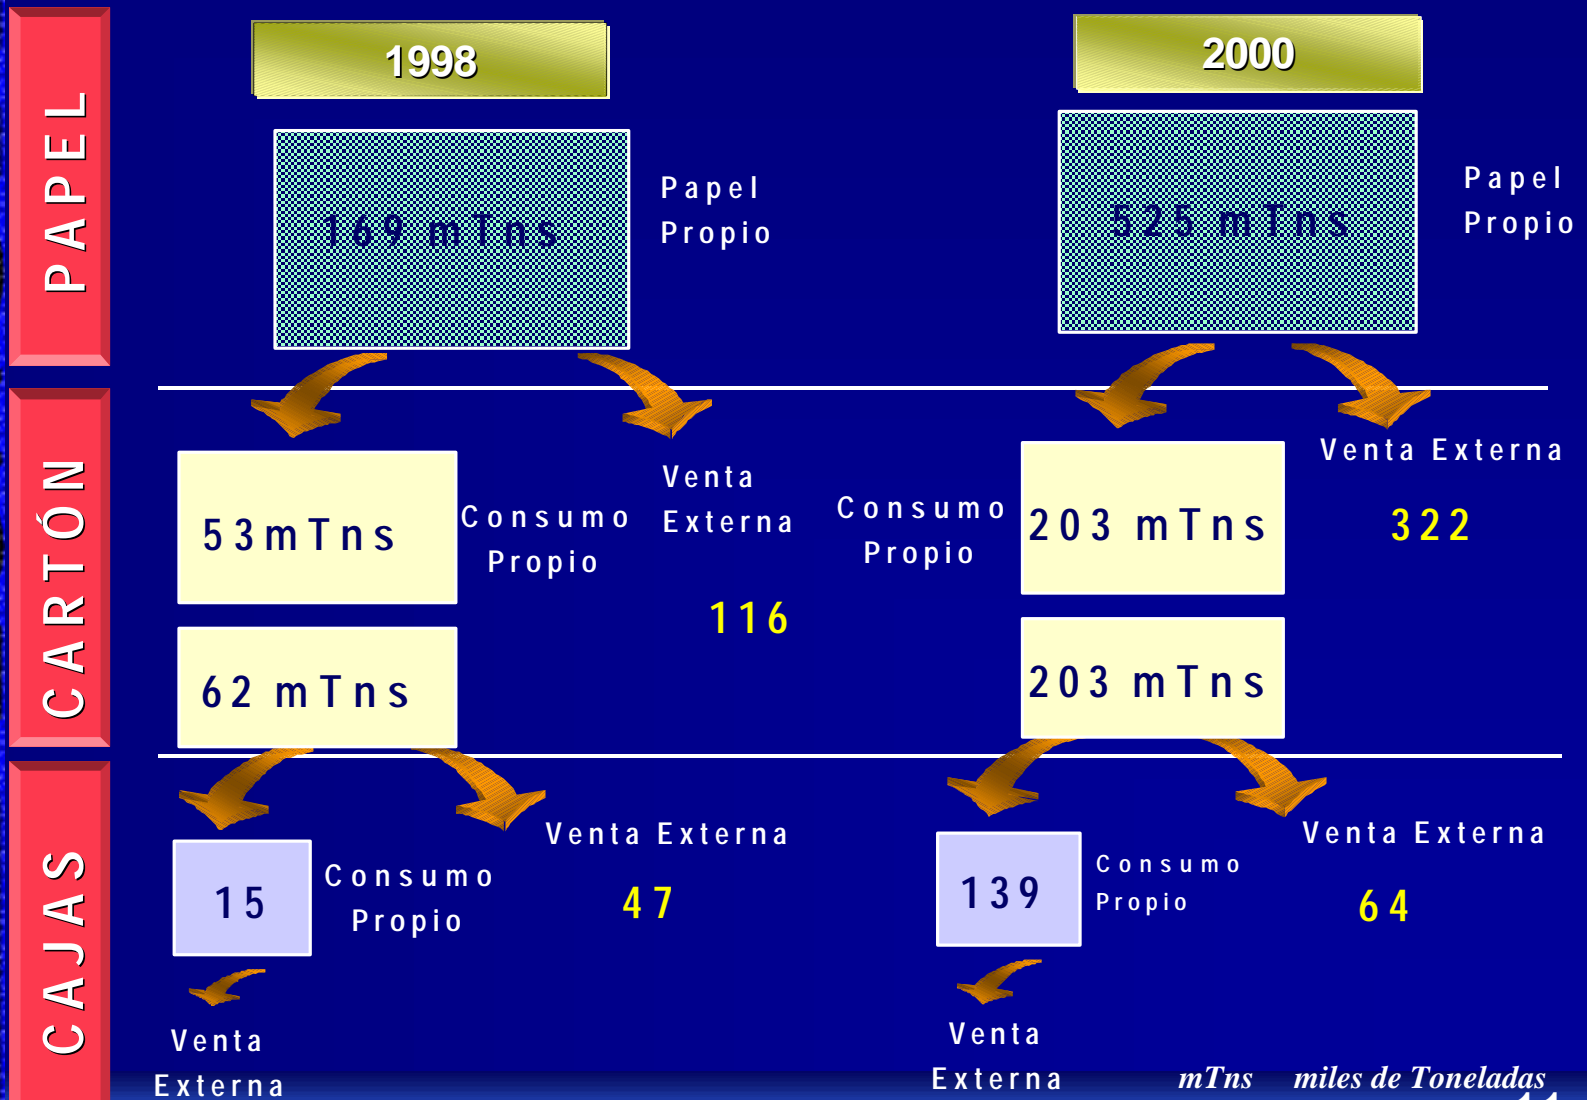 PAPEL
1998
2000
169 mTns
Papel
Propio
525 mTns
Papel
Propio
CARTÓN
53mTns
Consumo
Propio
Venta
Externa
116
Consumo
Propio
203 mTns
Venta Externa
322
62 mTns
203 mTns
CAJAS
15
Consumo
Propio
Venta Externa
47
139
Consumo
Propio
Venta Externa
64
Venta
Externa
Venta
Externa
mTns miles de Toneladas